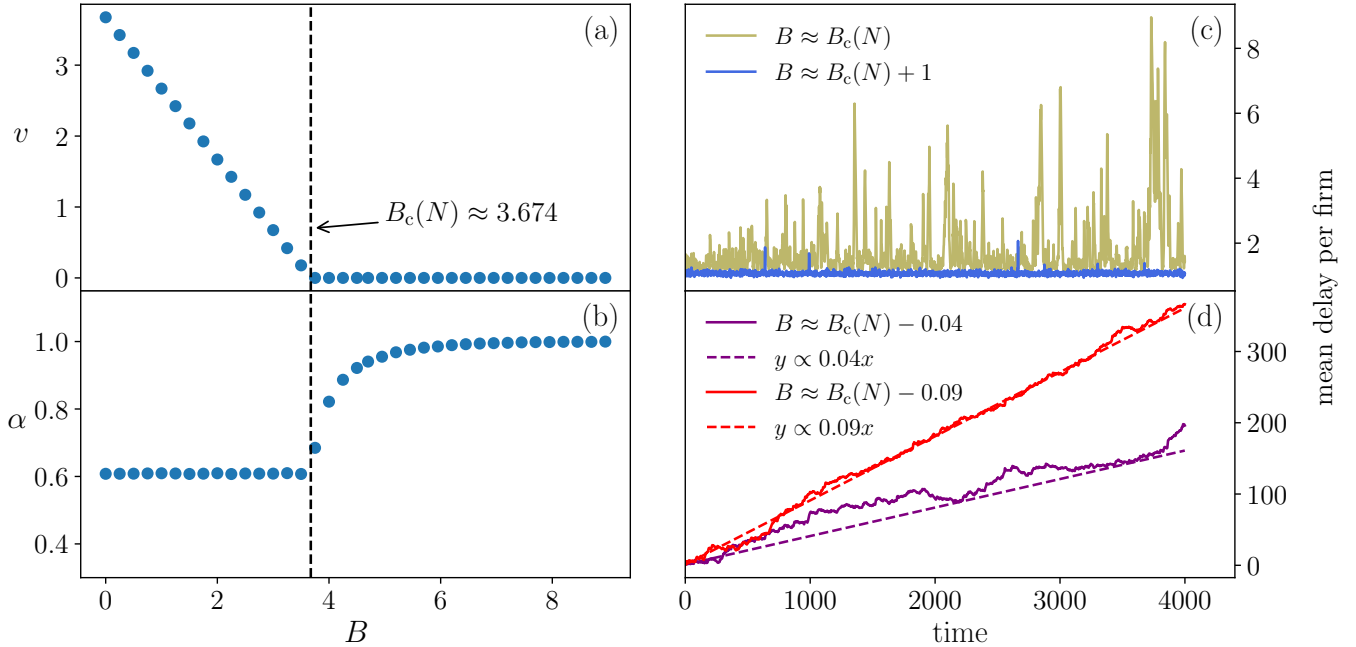 (a)
3
2
1
0
v
B_c(N) ≈ 3.674
(b)
1.0
0.8
0.6
0.4
α
0
2
4
6
8
B
(c)
B ≈ B_c(N)
B ≈ B_c(N) + 1
8
6
4
2
(d)
B ≈ B_c(N) − 0.04
y ∝ 0.04x
B ≈ B_c(N) − 0.09
y ∝ 0.09x
300
200
100
0
mean delay per firm
0
1000
2000
3000
4000
time